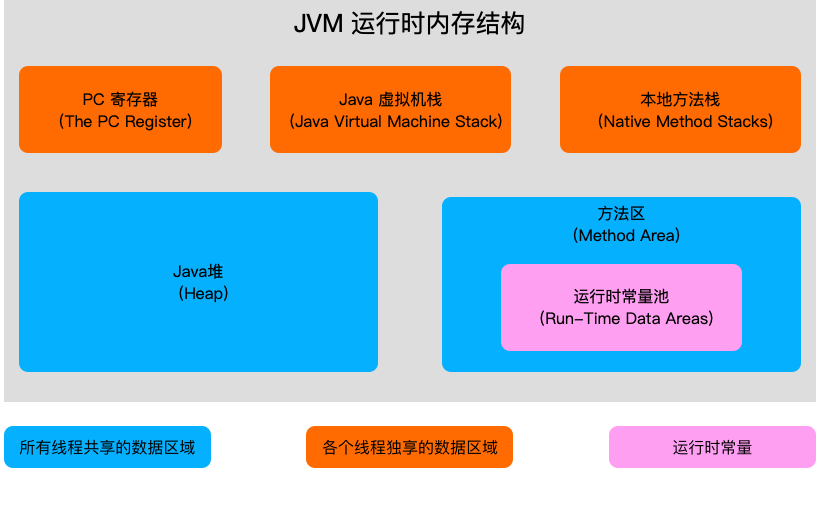 JVM 运行时内存结构
PC 寄存器
（The PC Register）
Java 虚拟机栈
（Java Virtual Machine Stack）
本地方法栈
（Native Method Stacks）
Java堆
（Heap）
方法区
（Method Area）
运行时常量池
（Run-Time Data Areas）
所有线程共享的数据区域
各个线程独享的数据区域
运行时常量